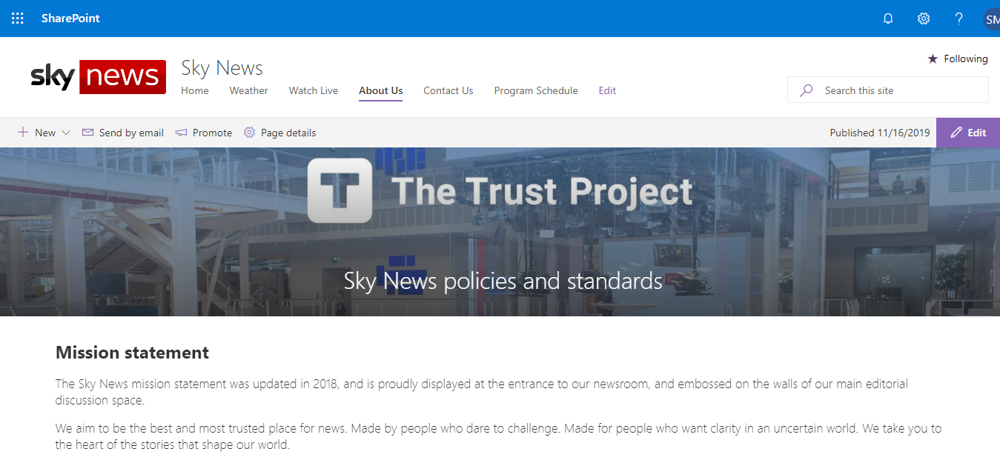 SharePoint
? SM
sky news
Sky News
Following
Home Weather Watch Live About Us Contact Us Program Schedule Edit
Search this site
New Send by email Promote Page details
Published 11/16/2019 Edit
T The Trust Project
Sky News policies and standards
Mission statement
The Sky News mission statement was updated in 2018, and is proudly displayed at the entrance to our newsroom, and embossed on the walls of our main editorial
discussion space.
We aim to be the best and most trusted place for news. Made by people who dare to challenge. Made for people who want clarity in an uncertain world. We take you to
the heart of the stories that shape our world.